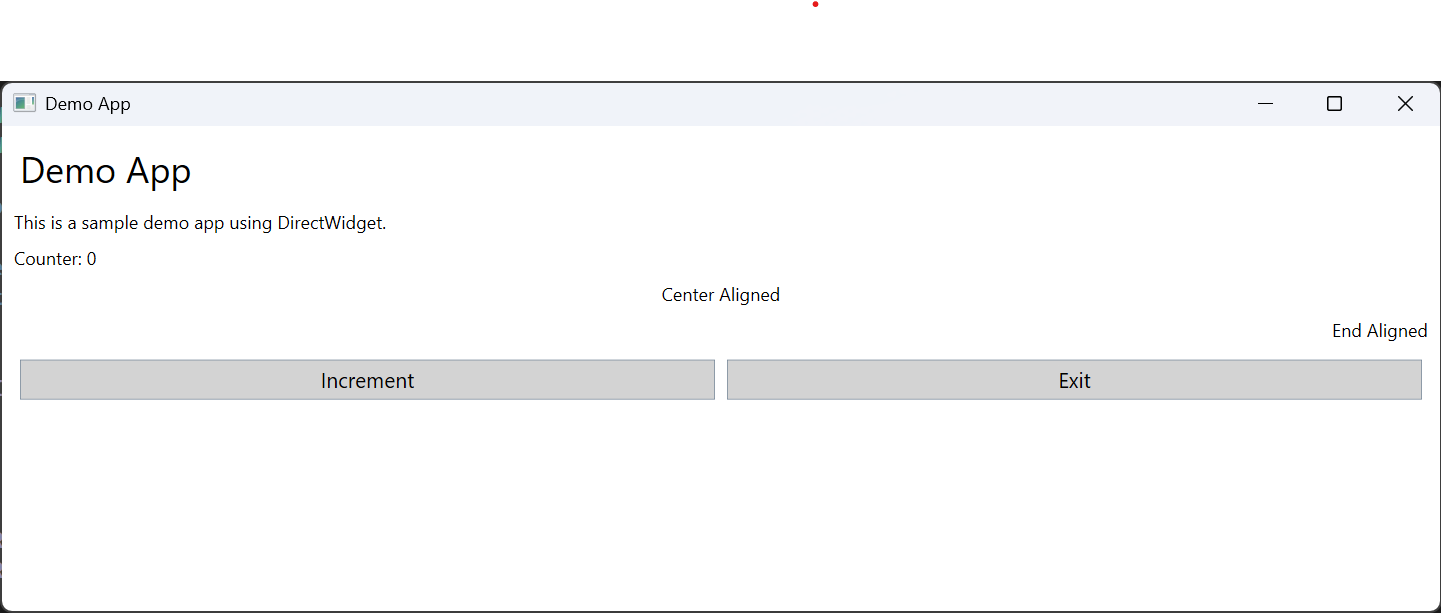 Demo App
Demo App
This is a sample demo app using DirectWidget.
Counter: 0
Center Aligned
End Aligned
Increment Exit